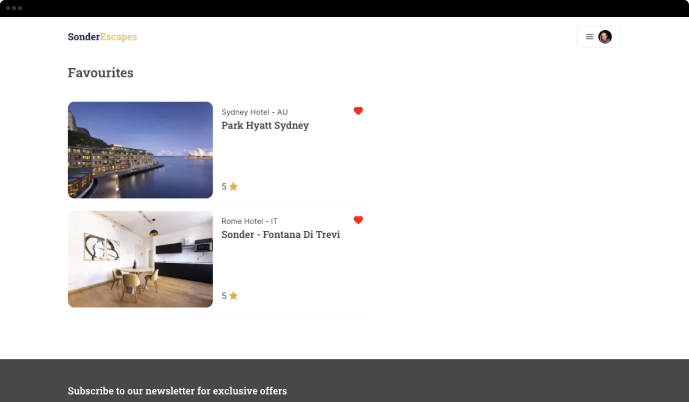 SonderEscapes
Favourites
Sydney Hotel - AU
Park Hyatt Sydney
5
Rome Hotel - IT
Sonder - Fontana Di Trevi
5
Subscribe to our newsletter for exclusive offers